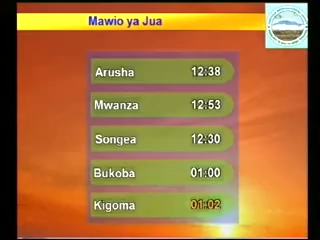 Mawio ya Jua
Arusha 12:38
Mwanza 12:53
Songea 12:30
Bukoba 01:00
Kigoma 01:02